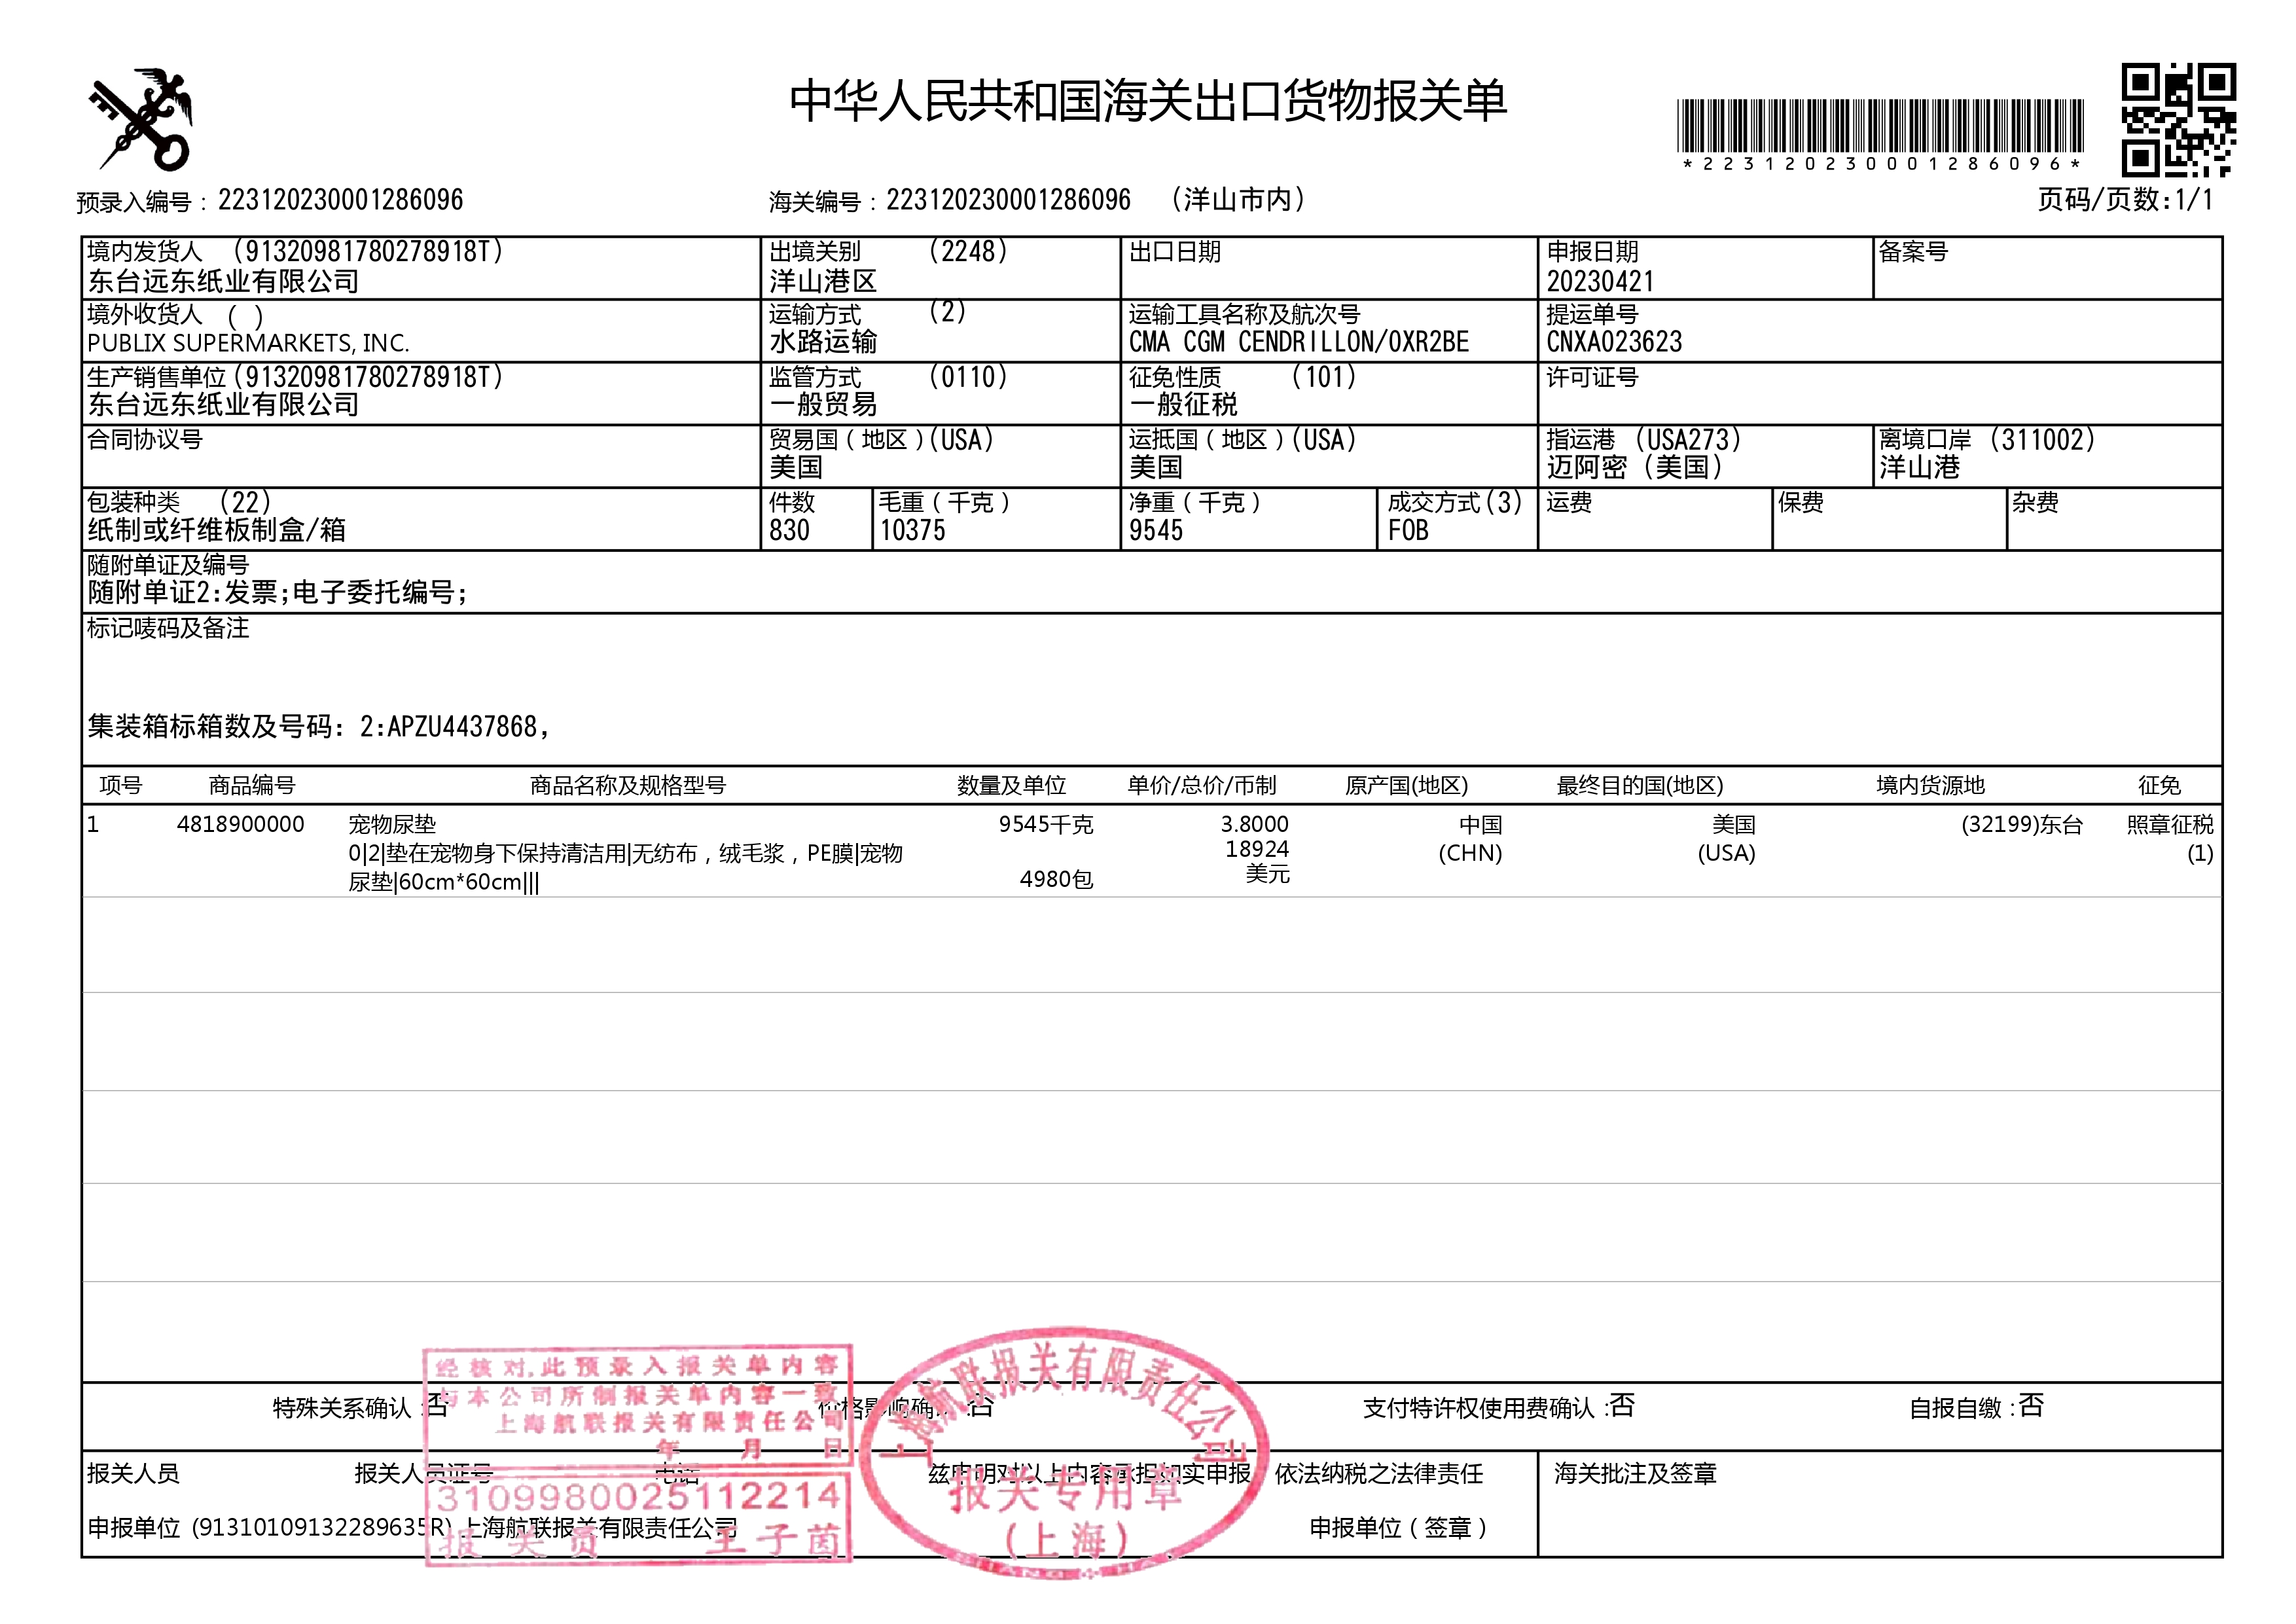 中华人民共和国海关出口货物报关单
*223120230001286096*
预录入编号：223120230001286096
海关编号：223120230001286096 （洋山市内）
页码/页数:1/1
境内发货人 (91320981780278918T)
东台远东纸业有限公司
出境关别 (2248)
洋山港区
出口日期
申报日期
20230421
备案号
境外收货人 ( )
PUBLIX SUPERMARKETS, INC.
运输方式 (2)
水路运输
运输工具名称及航次号
CMA CGM CENDRILLON/0XR2BE
提运单号
CNXA023623
生产销售单位(91320981780278918T)
东台远东纸业有限公司
监管方式 (0110)
一般贸易
征免性质 (101)
一般征税
许可证号
合同协议号
贸易国（地区）(USA)
美国
运抵国（地区）(USA)
美国
指运港 (USA273)
迈阿密（美国）
离境口岸 (311002)
洋山港
包装种类 (22)
纸制或纤维板制盒/箱
件数
830
毛重（千克）
10375
净重（千克）
9545
成交方式(3)
FOB
运费
保费
杂费
随附单证及编号
随附单证2:发票;电子委托编号;
标记唛码及备注
集装箱标箱数及号码: 2:APZU4437868,
项号 商品编号 商品名称及规格型号 数量及单位 单价/总价/币制 原产国(地区) 最终目的国(地区) 境内货源地 征免
1 4818900000 宠物尿垫 9545千克 3.8000 中国 美国 (32199)东台 照章征税
0|2|垫在宠物身下保持清洁用|无纺布，绒毛浆，PE膜|宠物 18924 (CHN) (USA) (1)
尿垫|60cm*60cm||| 4980包 美元
经核对,此预录入报关单内容
与本公司所制报关单内容一致
上海航联报关有限责任公司
年 月 日
3109980025112214
报关员 王子茵
上海航联报关有限责任公司
报关专用章
(上海)
特殊关系确认:否 价格影响确认:否 支付特许权使用费确认:否 自报自缴:否
报关人员 报关人员证号 电话 兹申明对以上内容承担如实申报、依法纳税之法律责任 海关批注及签章
申报单位 (91310109132289635R) 上海航联报关有限责任公司 申报单位（签章）